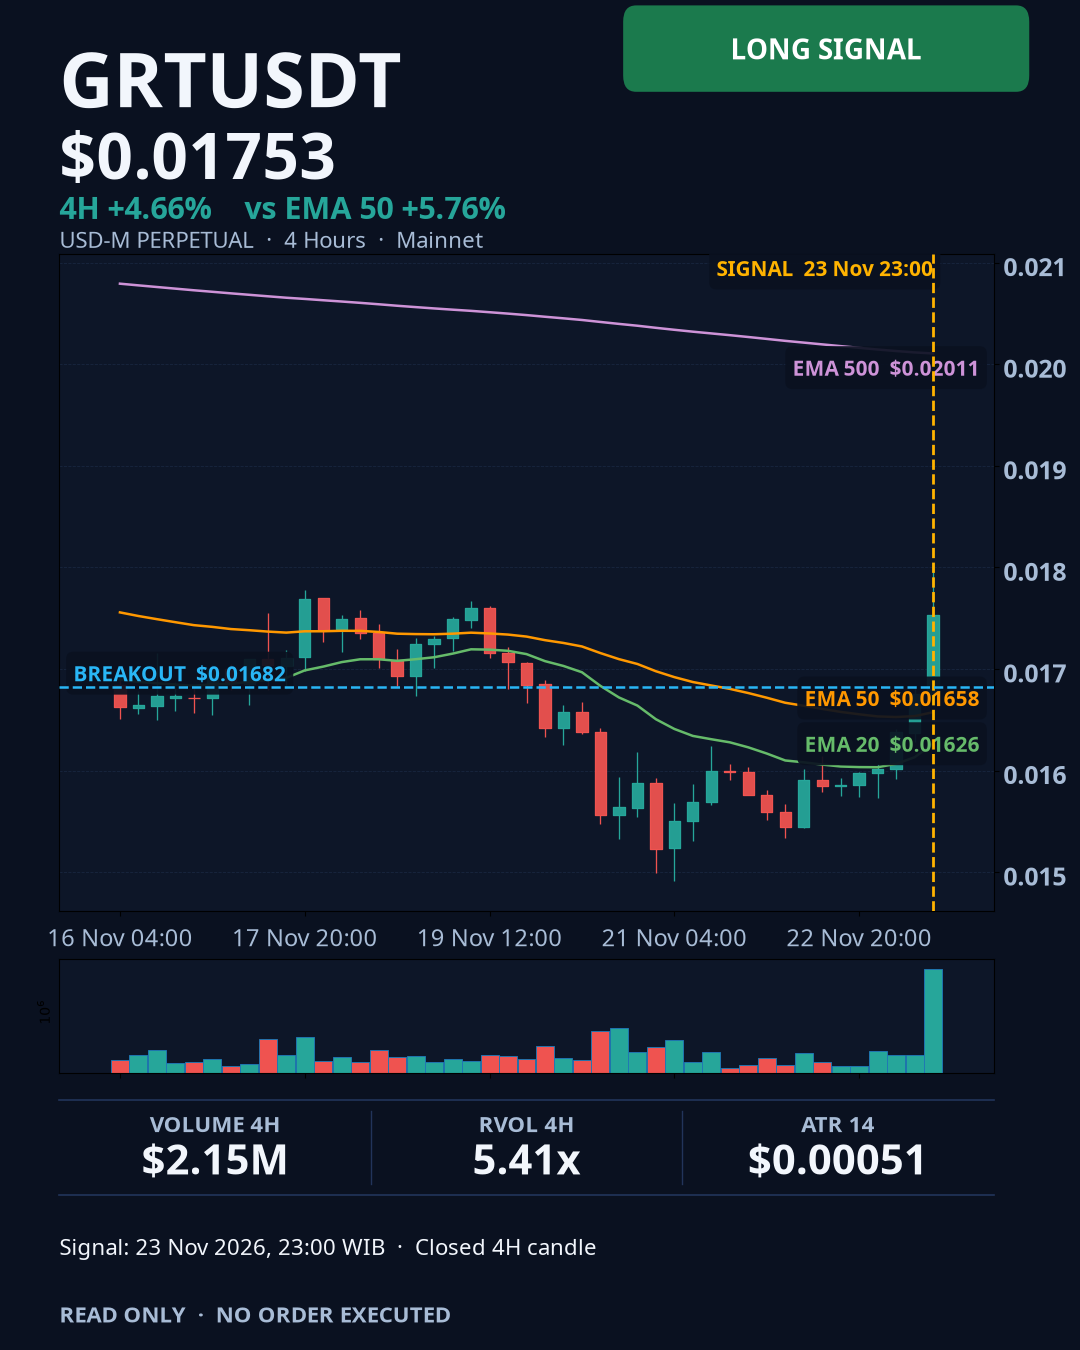 LONG SIGNAL
GRTUSDT
$0.01753
4H +4.66% vs EMA 50 +5.76%
USD-M PERPETUAL · 4 Hours · Mainnet
SIGNAL 23 Nov 23:00
0.021
EMA 500 $0.02011
0.020
0.019
0.018
BREAKOUT $0.01682
0.017
EMA 50 $0.01658
EMA 20 $0.01626
0.016
0.015
16 Nov 04:00 17 Nov 20:00 19 Nov 12:00 21 Nov 04:00 22 Nov 20:00
10⁶
VOLUME 4H RVOL 4H ATR 14
$2.15M 5.41x $0.00051
Signal: 23 Nov 2026, 23:00 WIB · Closed 4H candle
READ ONLY · NO ORDER EXECUTED